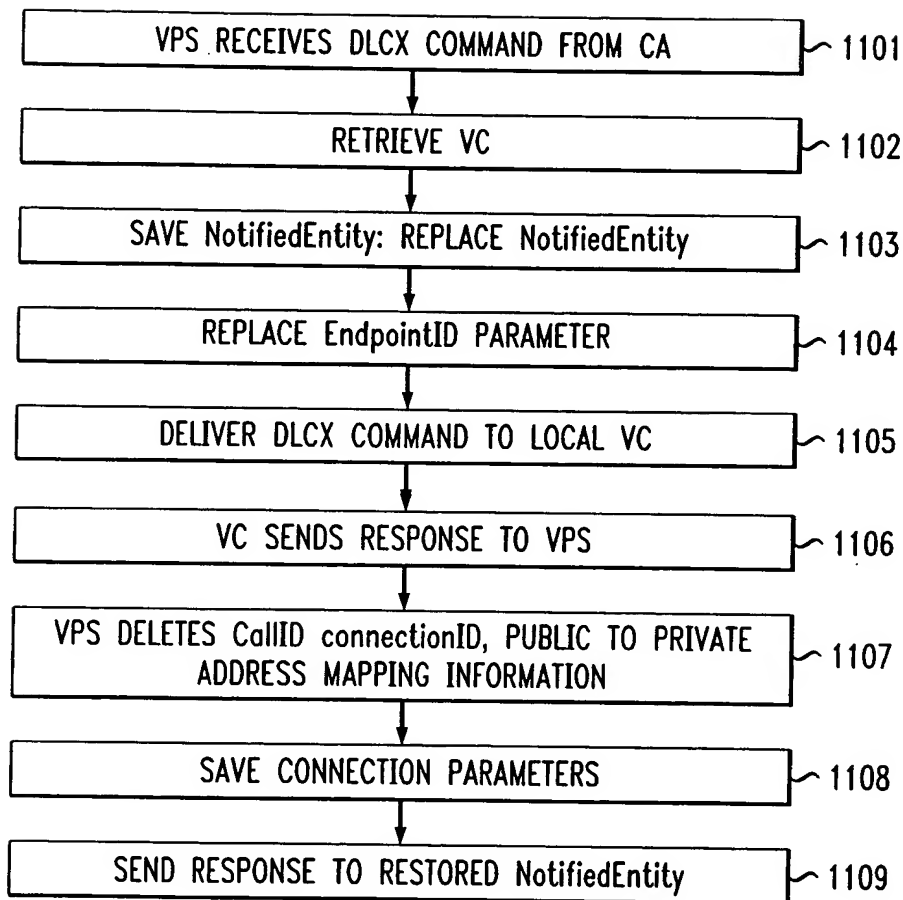 VPS RECEIVES DLCX COMMAND FROM CA
1101
RETRIEVE VC
1102
SAVE NotifiedEntity: REPLACE NotifiedEntity
1103
REPLACE EndpointID PARAMETER
1104
DELIVER DLCX COMMAND TO LOCAL VC
1105
VC SENDS RESPONSE TO VPS
1106
VPS DELETES CallID connectionID, PUBLIC TO PRIVATE
ADDRESS MAPPING INFORMATION
1107
SAVE CONNECTION PARAMETERS
1108
SEND RESPONSE TO RESTORED NotifiedEntity
1109